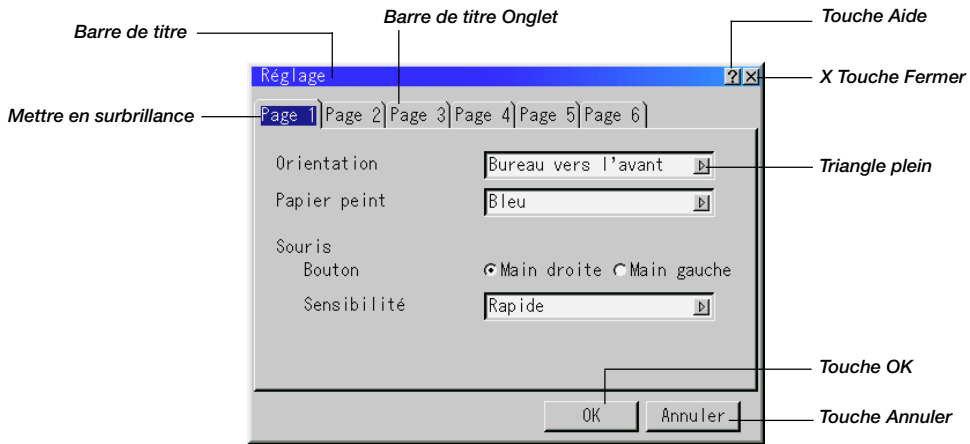 Barre de titre
Barre de titre Onglet
Touche Aide
Réglage
?
X Touche Fermer
Mettre en surbrillance
Page 1 Page 2 Page 3 Page 4 Page 5 Page 6
Orientation Bureau vers l'avant
Triangle plein
Papier peint Bleu
Souris
Bouton Main droite Main gauche
Sensibilité Rapide
Touche OK
OK Annuler
Touche Annuler